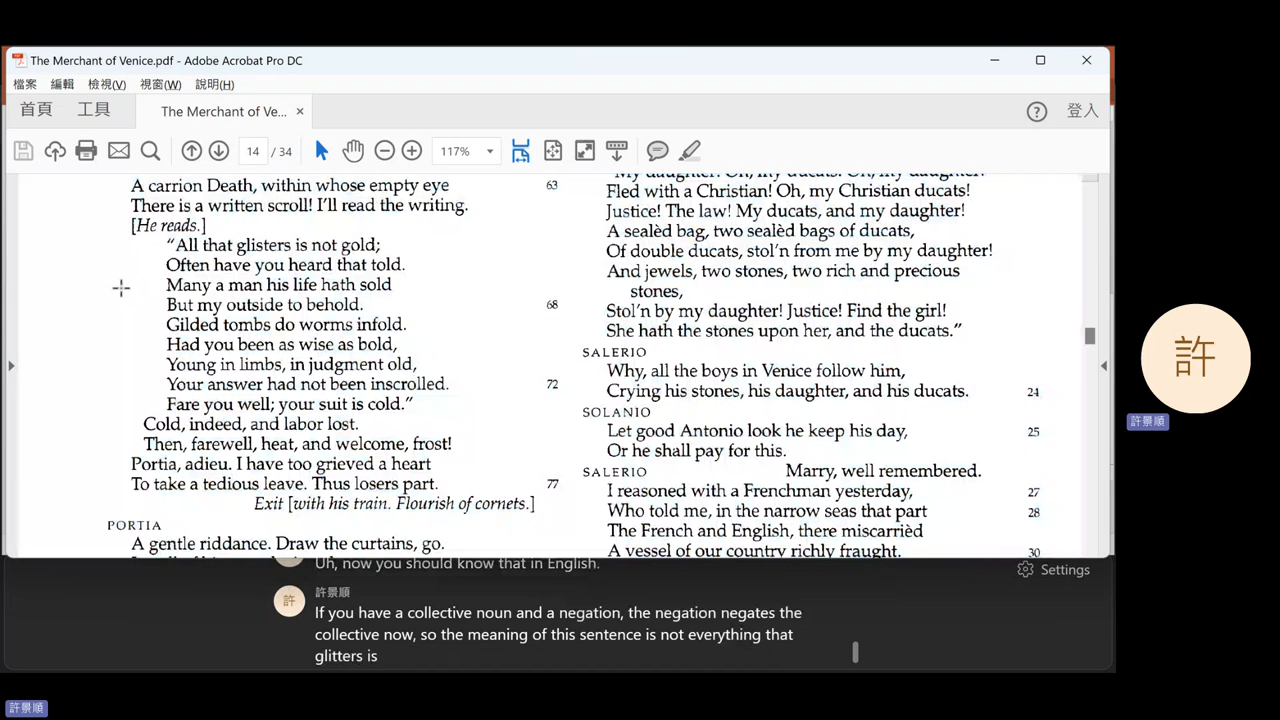 The Merchant of Venice.pdf - Adobe Acrobat Pro DC
檔案 編輯 檢視(V) 視窗(W) 說明(H)
首頁 工具 The Merchant of Ve... × 登入
14 / 34 117%
A carrion Death, within whose empty eye 63
There is a written scroll! I'll read the writing.
[He reads.]
"All that glisters is not gold;
Often have you heard that told.
Many a man his life hath sold
But my outside to behold. 68
Gilded tombs do worms infold.
Had you been as wise as bold,
Young in limbs, in judgment old,
Your answer had not been inscrolled. 72
Fare you well; your suit is cold."
Cold, indeed, and labor lost.
Then, farewell, heat, and welcome, frost!
Portia, adieu. I have too grieved a heart
To take a tedious leave. Thus losers part. 77
Exit [with his train. Flourish of cornets.]
PORTIA
A gentle riddance. Draw the curtains, go.
"My daughter! Oh, my ducats! Oh, my daughter!
Fled with a Christian! Oh, my Christian ducats!
Justice! The law! My ducats, and my daughter!
A sealèd bag, two sealèd bags of ducats,
Of double ducats, stol'n from me by my daughter!
And jewels, two stones, two rich and precious
stones,
Stol'n by my daughter! Justice! Find the girl!
She hath the stones upon her, and the ducats."
SALERIO
Why, all the boys in Venice follow him,
Crying his stones, his daughter, and his ducats. 24
SOLANIO
Let good Antonio look he keep his day, 25
Or he shall pay for this.
SALERIO Marry, well remembered.
I reasoned with a Frenchman yesterday, 27
Who told me, in the narrow seas that part 28
The French and English, there miscarrièd
A vessel of our country richly fraught. 30
Uh, now you should know that in English.
Settings
許 許景順
If you have a collective noun and a negation, the negation negates the
collective now, so the meaning of this sentence is not everything that
glitters is
許
許景順
許景順